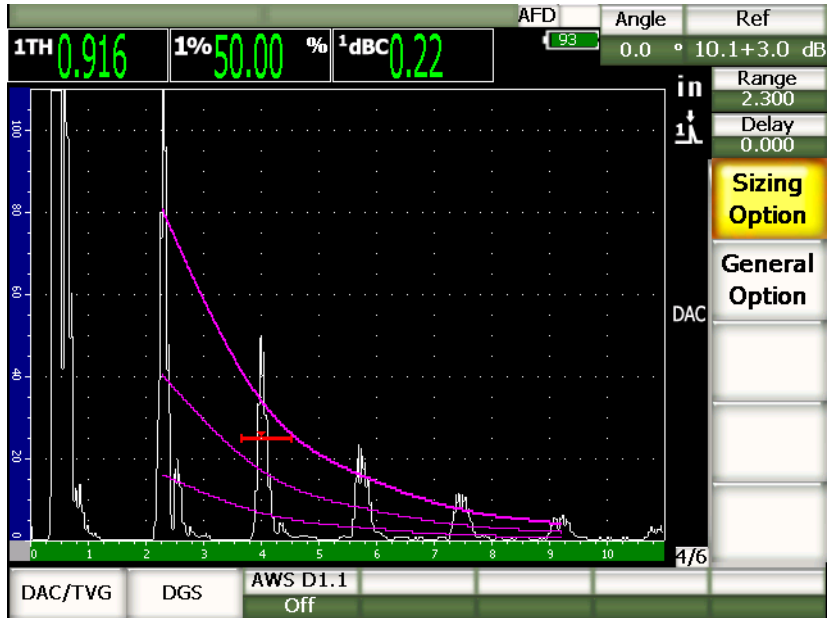 AFD
Angle
Ref
93
0.0 °
10.1+3.0 dB
1TH 0.916
1% 50.00 %
1dBC 0.22
in
Range
2.300
Delay
0.000
1
Sizing
Option
General
Option
DAC
100
80
60
40
20
0
0 1 2 3 4 5 6 7 8 9 10
4/6
DAC/TVG
DGS
AWS D1.1
Off